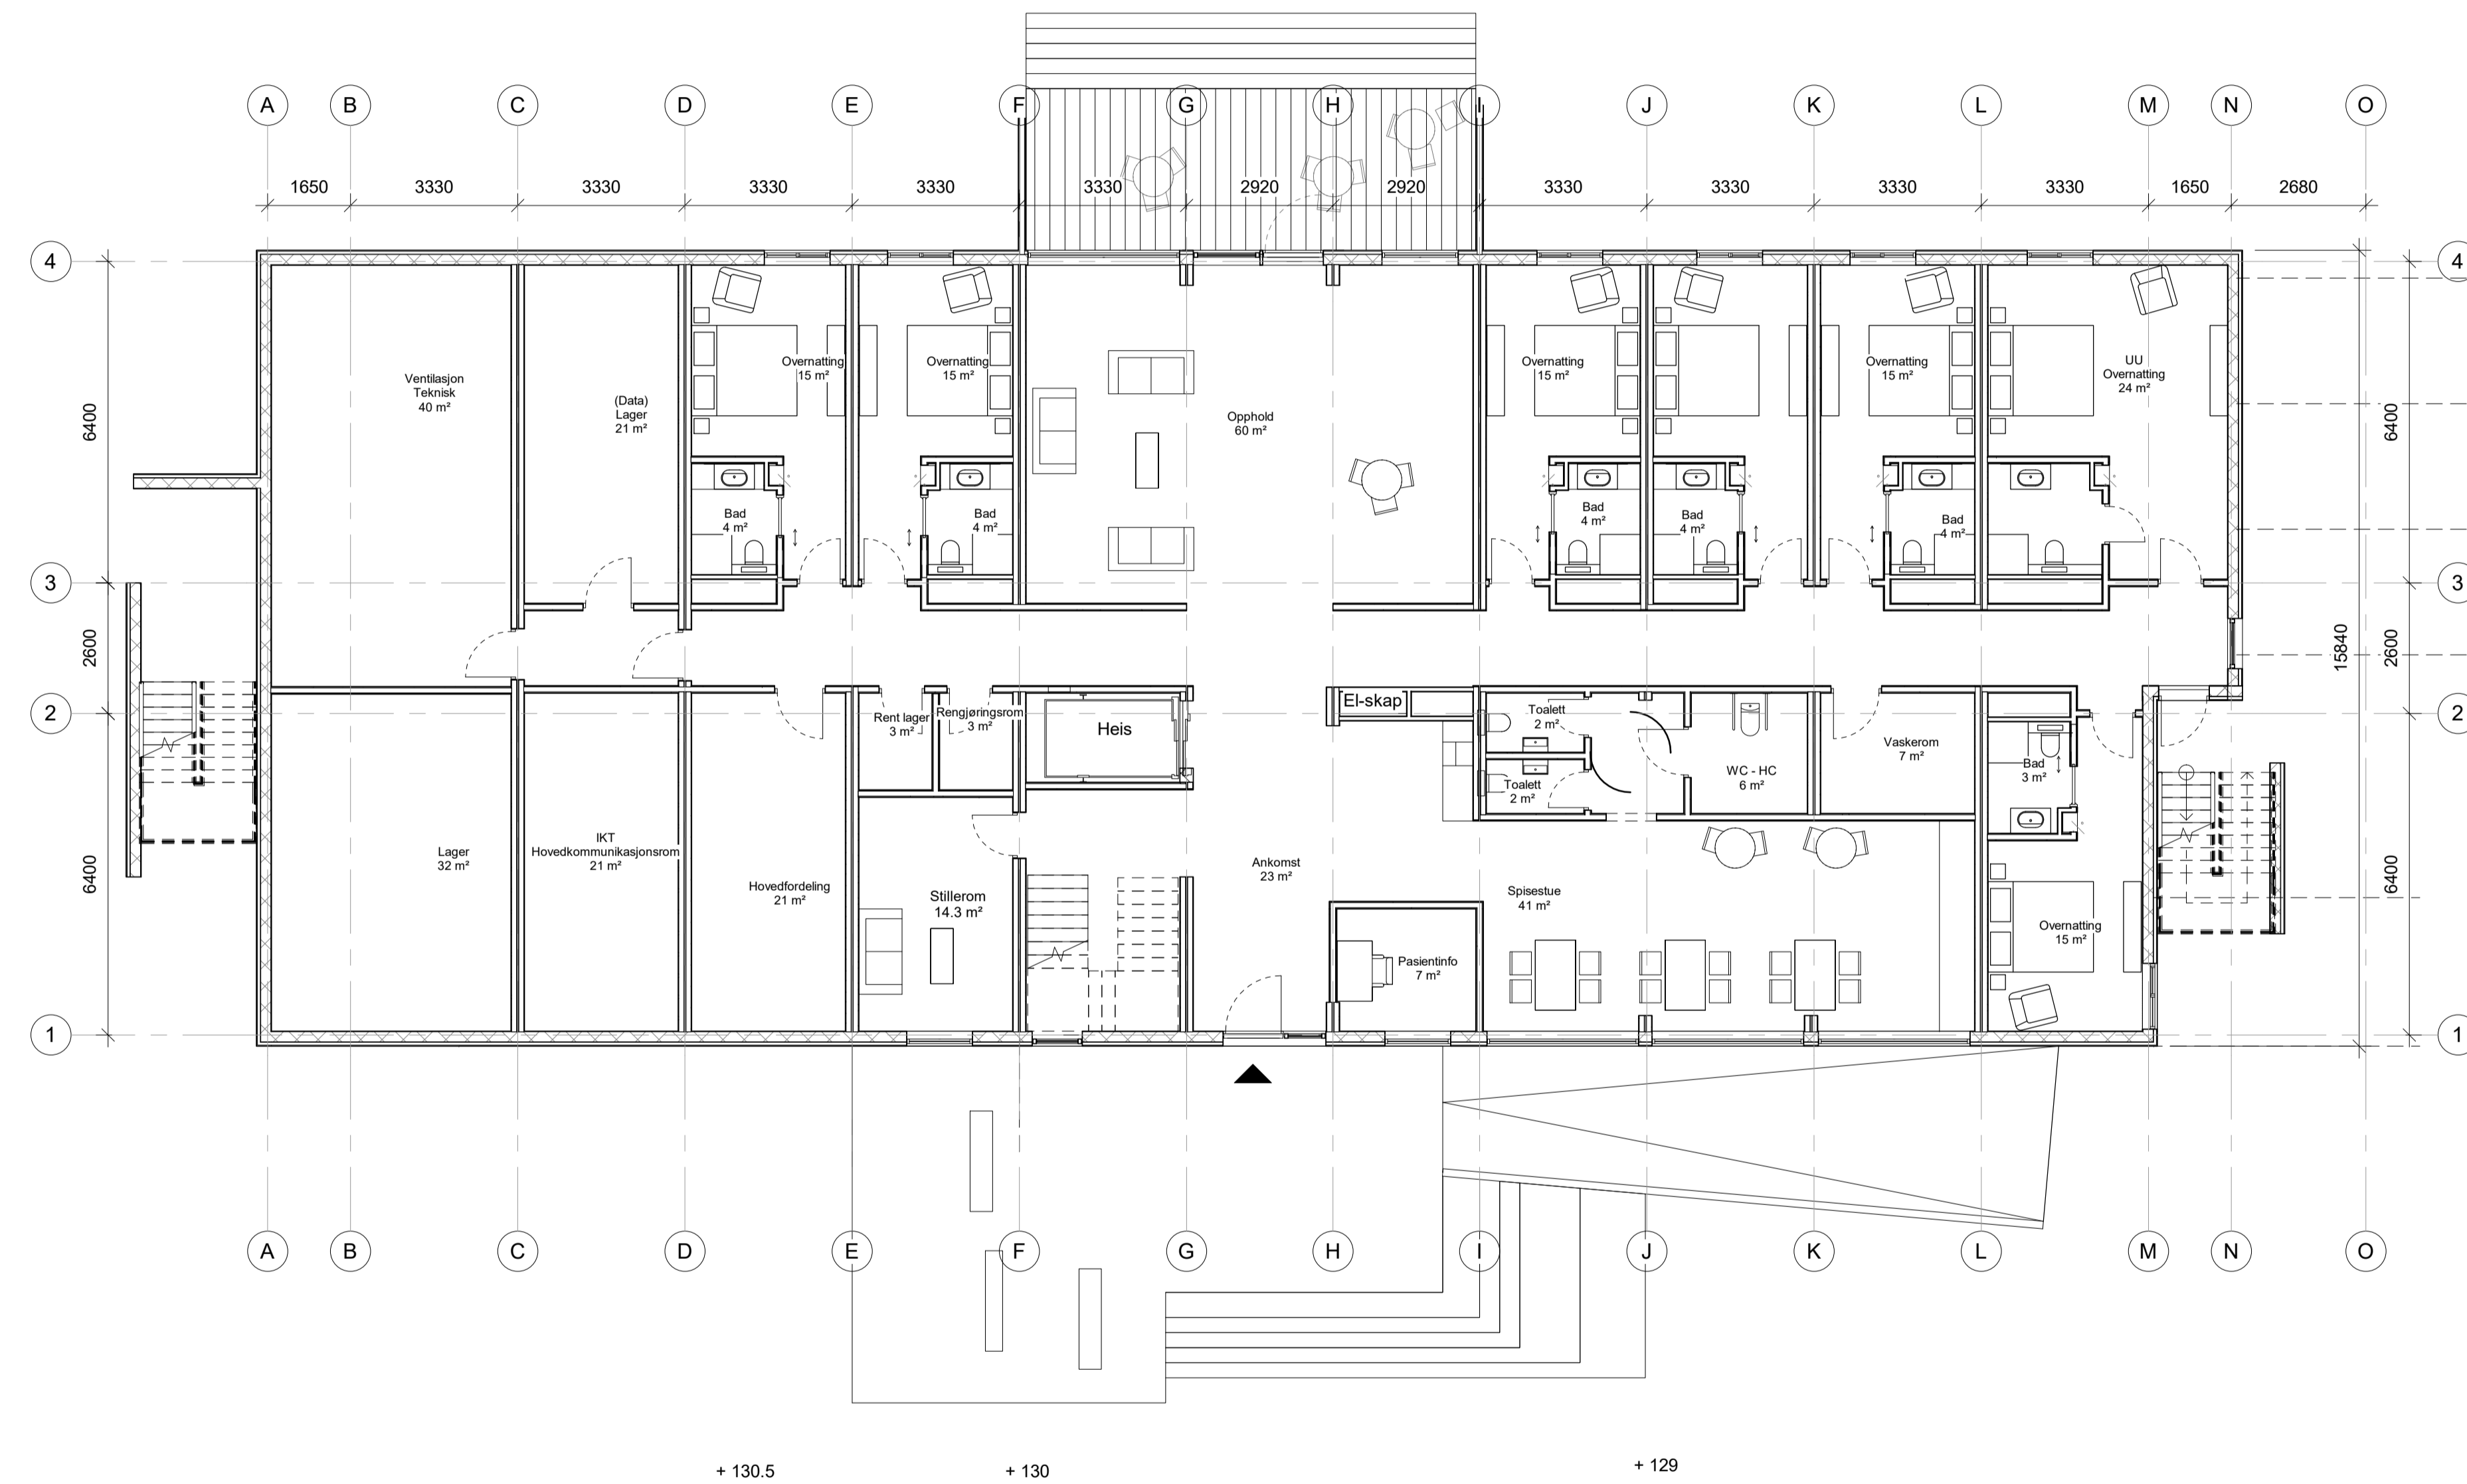 A B C D E F G H I J K L M N O
1650 3330 3330 3330 3330 3330 2920 2920 3330 3330 3330 3330 1650 2680
4
4
6400
6400
Ventilasjon
Teknisk
40 m²
(Data)
Lager
21 m²
Overnatting
15 m²
Overnatting
15 m²
Opphold
60 m²
Overnatting
15 m²
Overnatting
15 m²
UU
Overnatting
24 m²
Bad
4 m²
Bad
4 m²
Bad
4 m²
Bad
4 m²
Bad
4 m²
3
3
2600
2600
15840
2
2
Rent lager
3 m²
Rengjøringsrom
3 m²
Heis
El-skap
Toalett
2 m²
Toalett
2 m²
WC - HC
6 m²
Vaskerom
7 m²
Bad
3 m²
6400
6400
Lager
32 m²
IKT
Hovedkommunikasjonsrom
21 m²
Hovedfordeling
21 m²
Stillerom
14.3 m²
Ankomst
23 m²
Spisestue
41 m²
Pasientinfo
7 m²
Overnatting
15 m²
1
1
A B C D E F G H I J K L M N O
+ 130.5
+ 130
+ 129